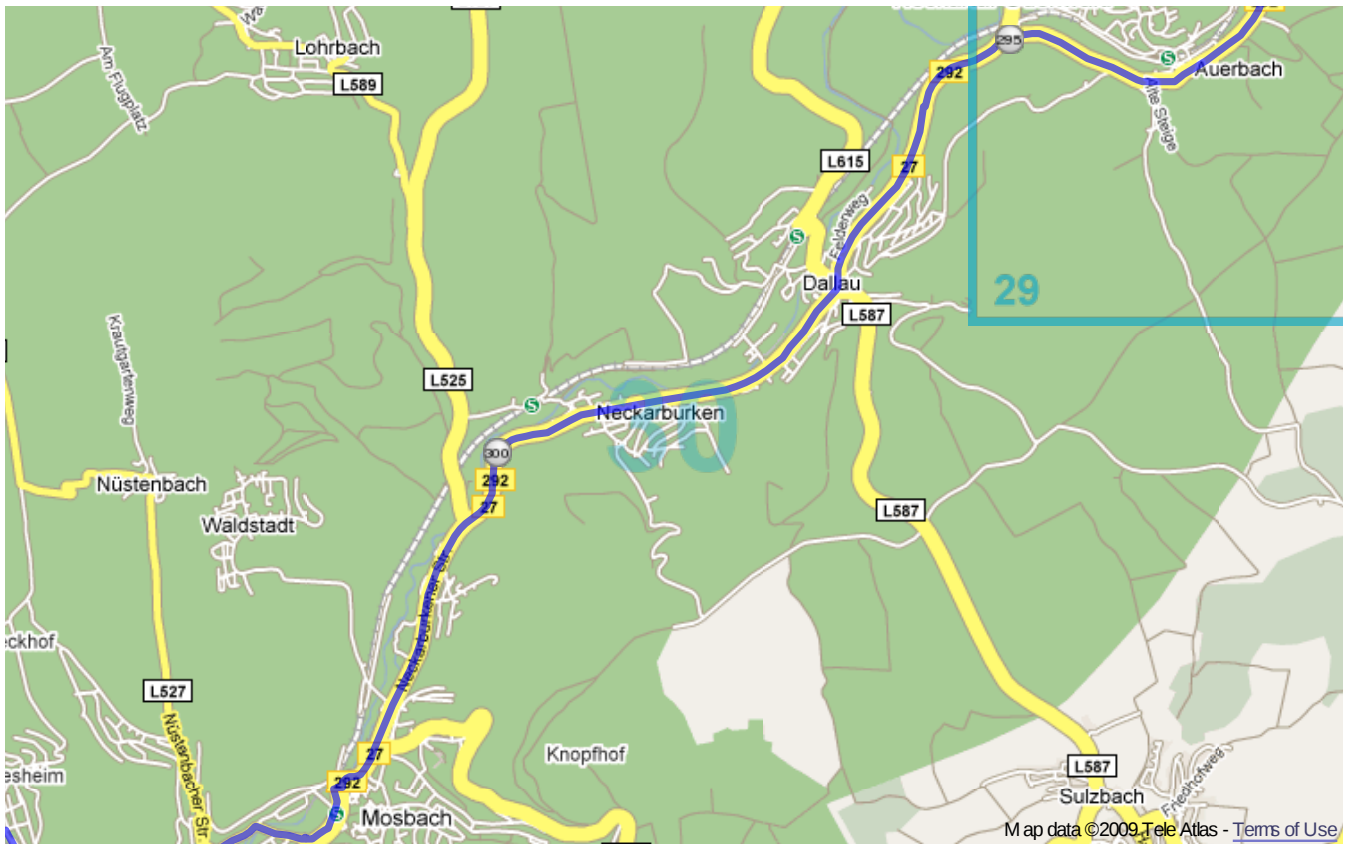 Lohrbach
L589
Am Flugplatz
295
292
Auerbach
Alte Steige
L615
27
Felderweg
S
S
Dallau
29
L587
Krautgartenweg
L525
S
Neckarburken
30
300
292
27
Nüstenbach
Waldstadt
L587
Neckarburkener Str.
eckhof
L527
Nüstenbacher Str.
27
292
Knopfhof
esheim
S
Mosbach
L587
Sulzbach
Friedhofweg
Map data ©2009 Tele Atlas - Terms of Use